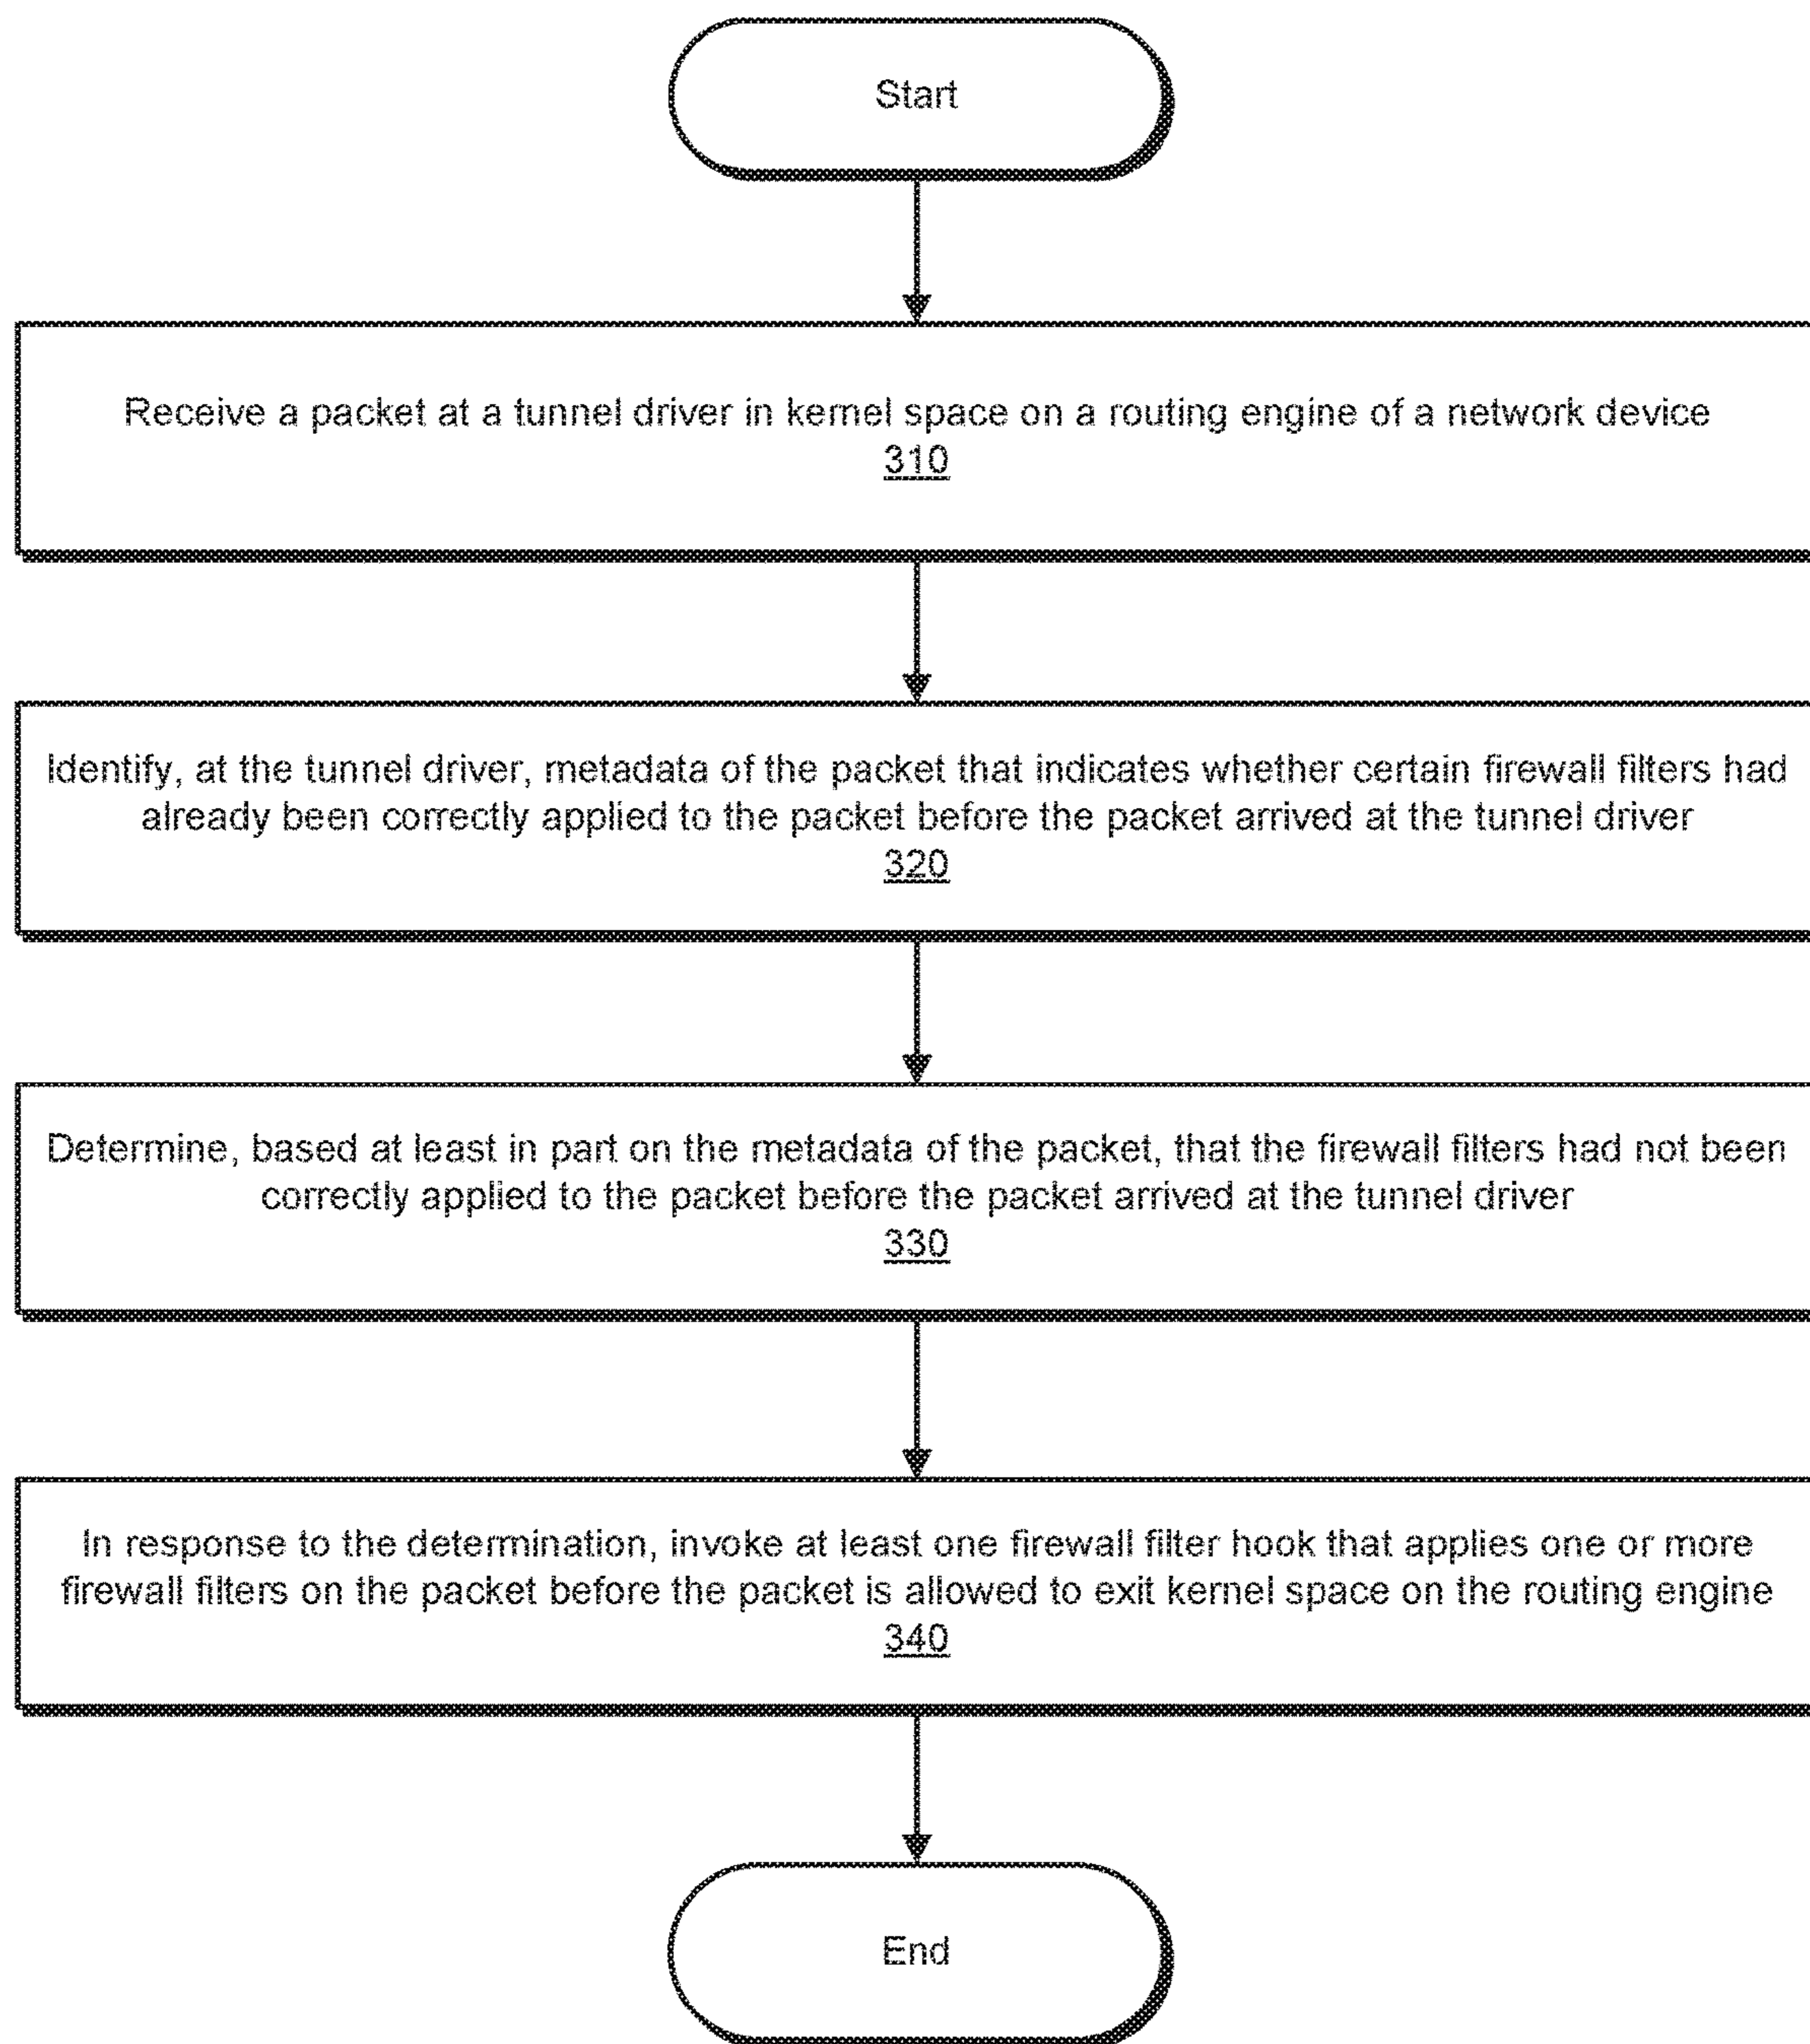 Start
Receive a packet at a tunnel driver in kernel space on a routing engine of a network device
310
Identify, at the tunnel driver, metadata of the packet that indicates whether certain firewall filters had
already been correctly applied to the packet before the packet arrived at the tunnel driver
320
Determine, based at least in part on the metadata of the packet, that the firewall filters had not been
correctly applied to the packet before the packet arrived at the tunnel driver
330
In response to the determination, invoke at least one firewall filter hook that applies one or more
firewall filters on the packet before the packet is allowed to exit kernel space on the routing engine
340
End